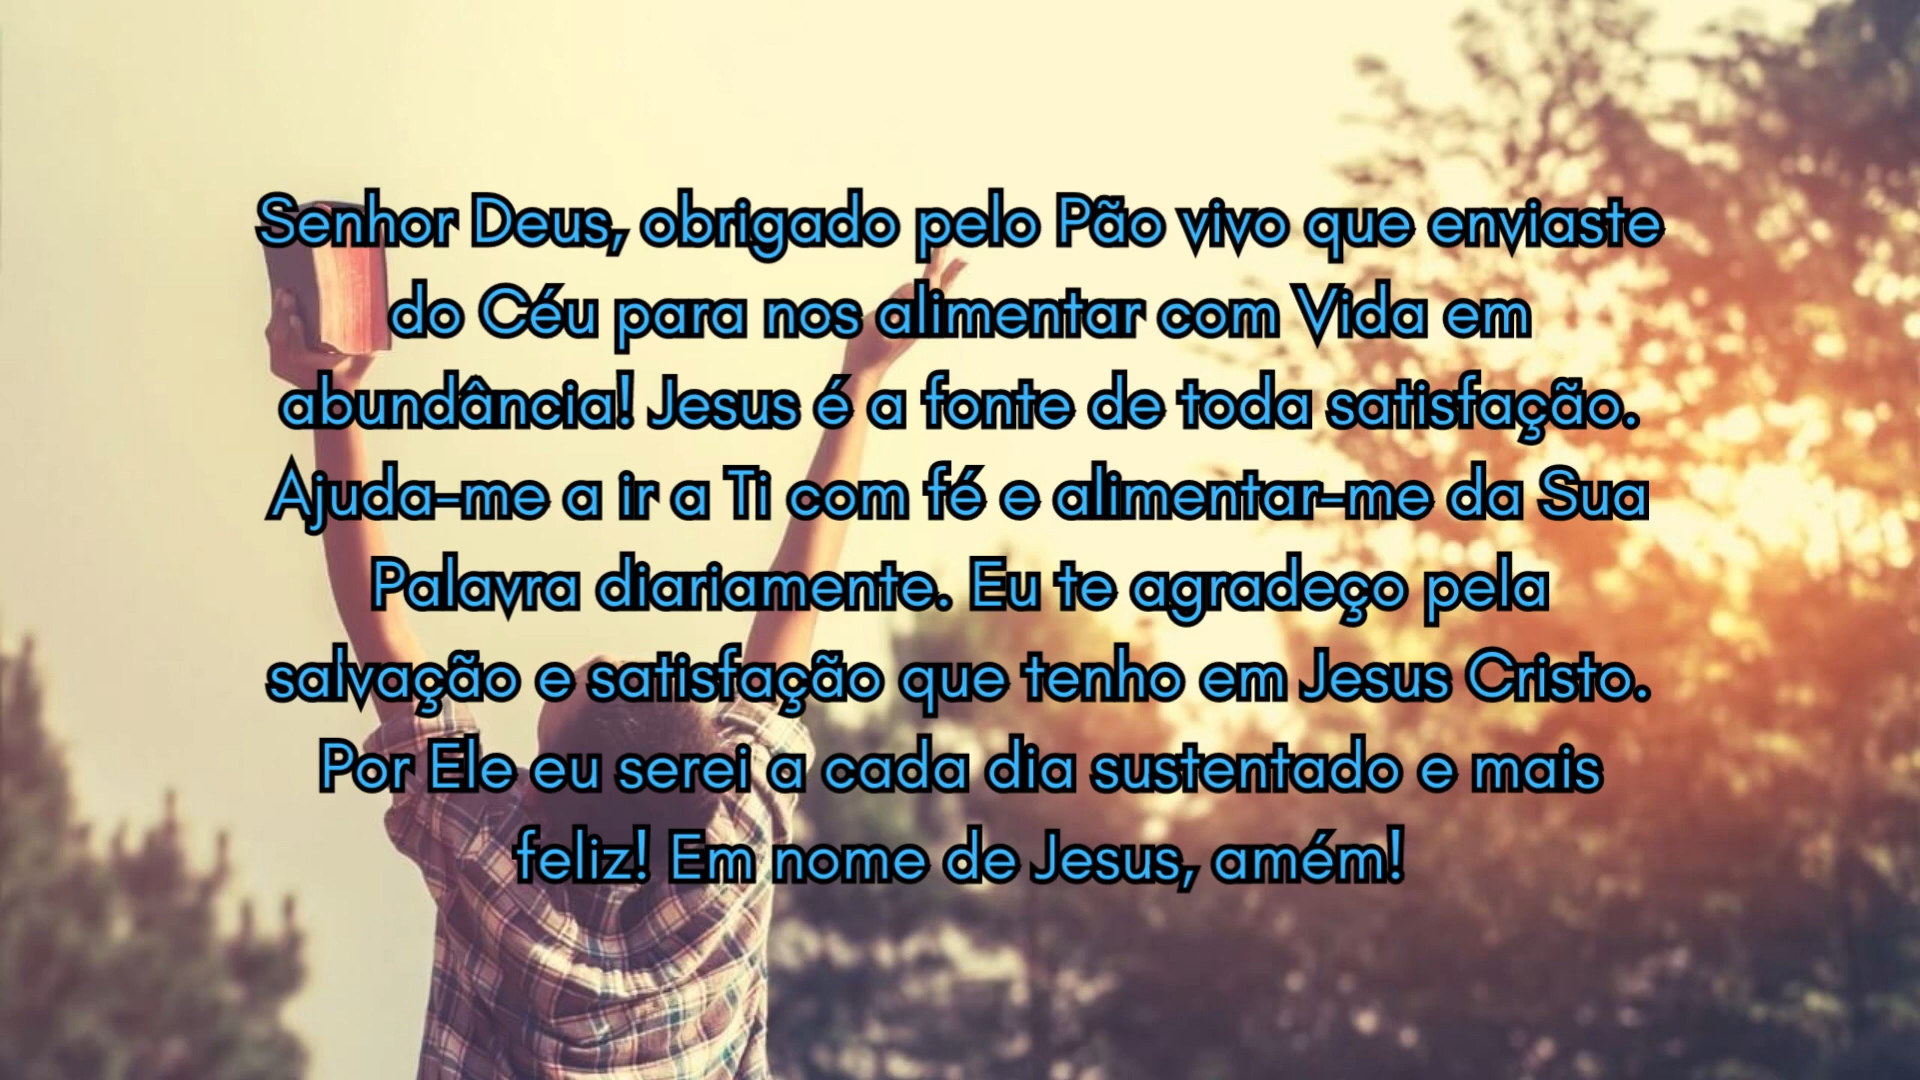 Senhor Deus, obrigado pelo Pão vivo que enviaste
do Céu para nos alimentar com Vida em
abundância! Jesus é a fonte de toda satisfação.
Ajuda-me a ir a Ti com fé e alimentar-me da Sua
Palavra diariamente. Eu te agradeço pela
salvação e satisfação que tenho em Jesus Cristo.
Por Ele eu serei a cada dia sustentado e mais
feliz! Em nome de Jesus, amém!